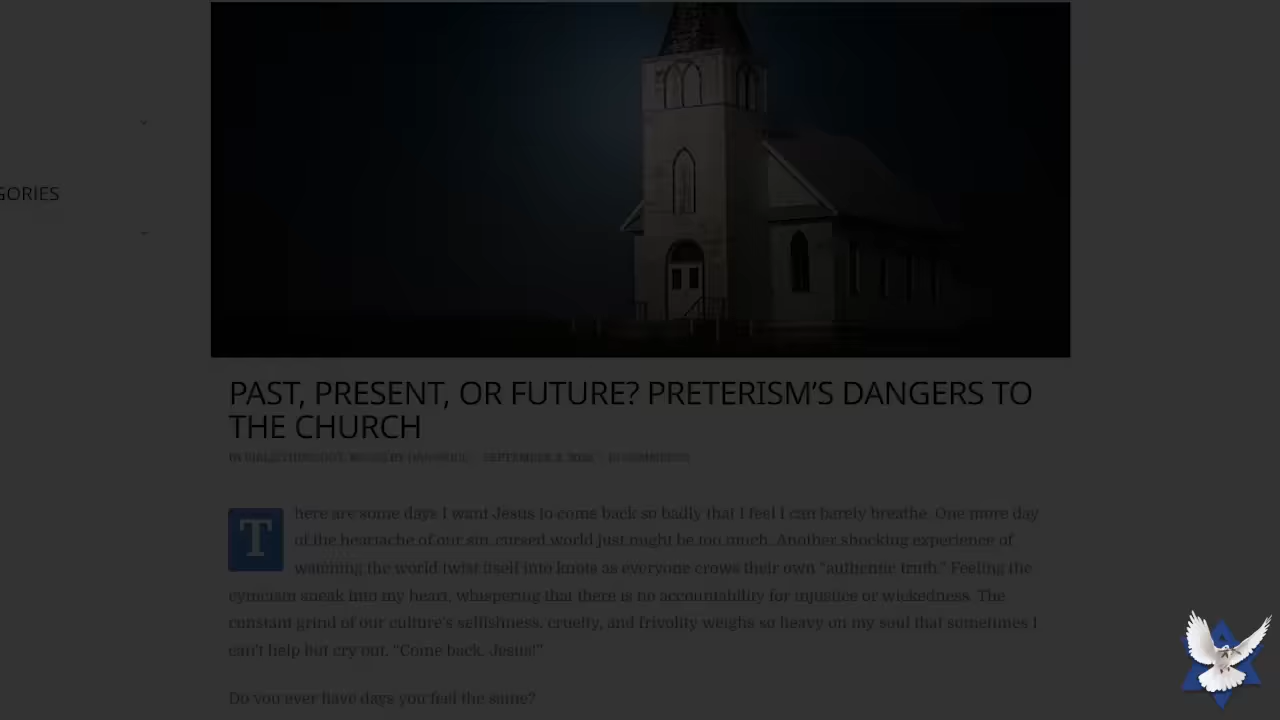 GORIES
PAST, PRESENT, OR FUTURE? PRETERISM'S DANGERS TO
THE CHURCH
There are some days I want Jesus to come back so badly that I feel I can barely breathe. One more day
of the heartache of our sin-cursed world just might be too much. Another shocking experience of
watching the world twist itself into knots as everyone crows their own "authentic truth." Feeling the
cynicism sneak into my heart, whispering that there is no accountability for injustice or wickedness. The
constant grind of our culture's selfishness, cruelty, and frivolity weighs so heavy on my soul that sometimes I
can't help but cry out, "Come back, Jesus!"
Do you ever have days you feel the same?